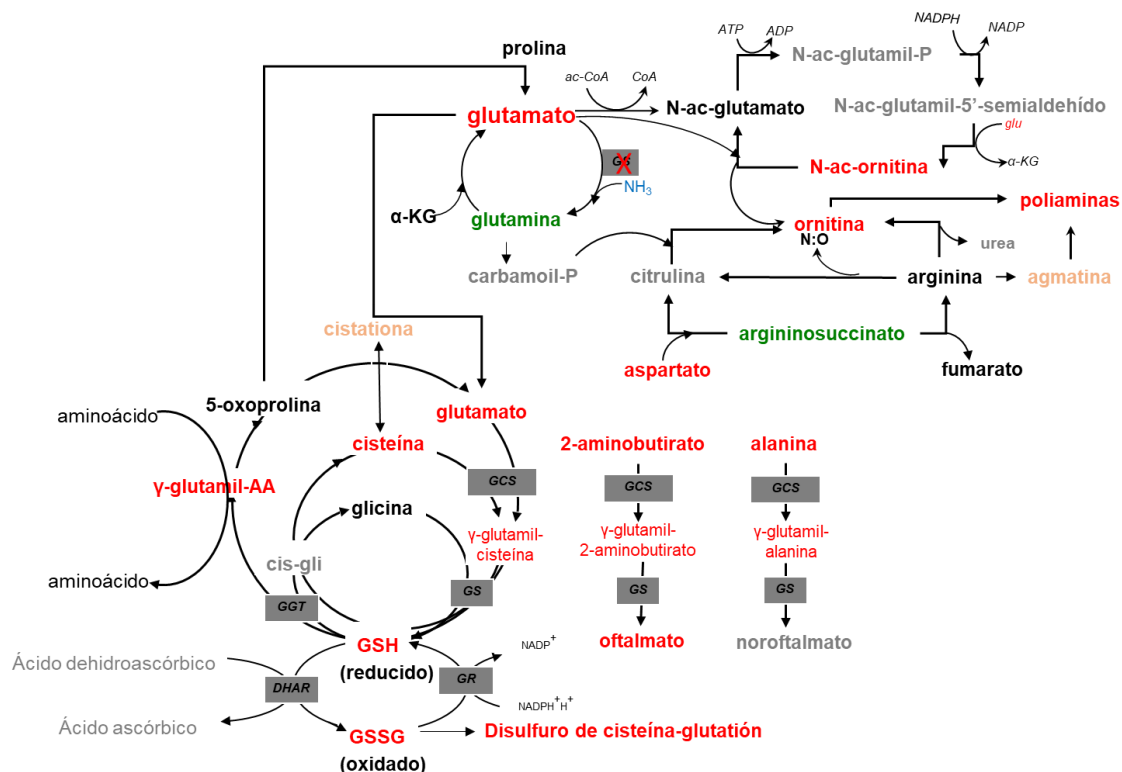 ATP
ADP
NADPH
NADP
prolina
N-ac-glutamil-P
ac-CoA
CoA
glutamato
N-ac-glutamato
N-ac-glutamil-5’-semialdehído
glu
GS
α-KG
N-ac-ornitina
NH3
α-KG
glutamina
poliaminas
ornitina
N:O
urea
carbamoil-P
citrulina
arginina
agmatina
cistationa
argininosuccinato
aspartato
fumarato
5-oxoprolina
aminoácido
glutamato
cisteína
2-aminobutirato
alanina
γ-glutamil-AA
GCS
GCS
GCS
glicina
γ-glutamil-
cisteína
γ-glutamil-
2-aminobutirato
γ-glutamil-
alanina
cis-gli
aminoácido
GGT
GS
GS
GS
GSH
(reducido)
oftalmato
noroftalmato
NADP+
Ácido dehidroascórbico
DHAR
GR
NADPH+H+
Ácido ascórbico
GSSG
(oxidado)
Disulfuro de cisteína-glutatión